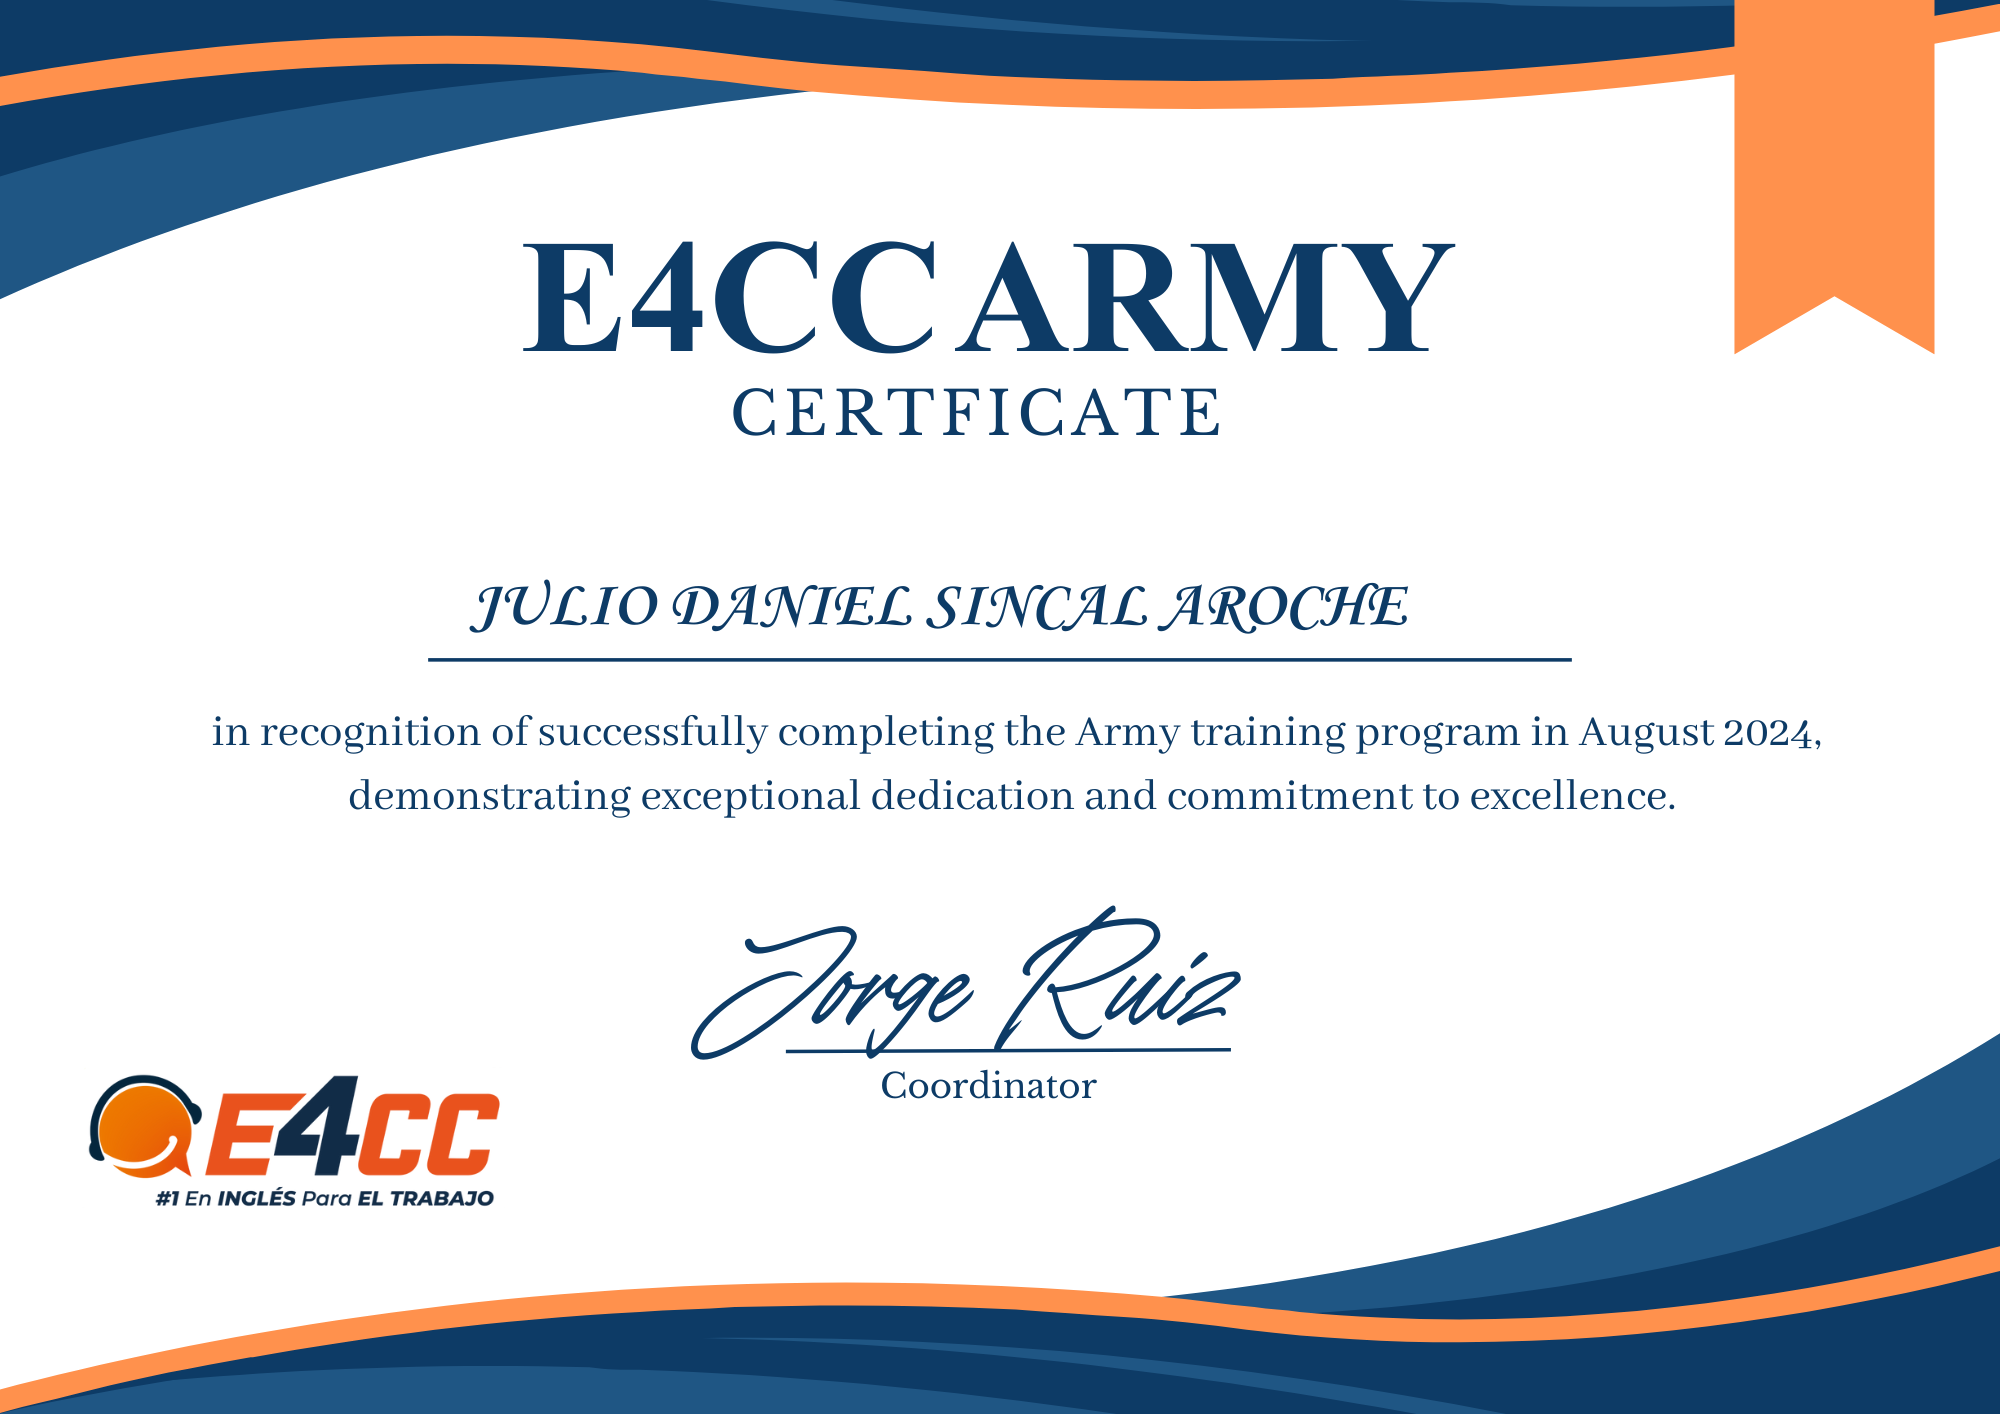 E4CC ARMY
CERTFICATE
JULIO DANIEL SINCAL AROCHE
in recognition of successfully completing the Army training program in August 2024,
demonstrating exceptional dedication and commitment to excellence.
Jorge Ruiz
Coordinator
E4CC
#1 En INGLÉS Para EL TRABAJO